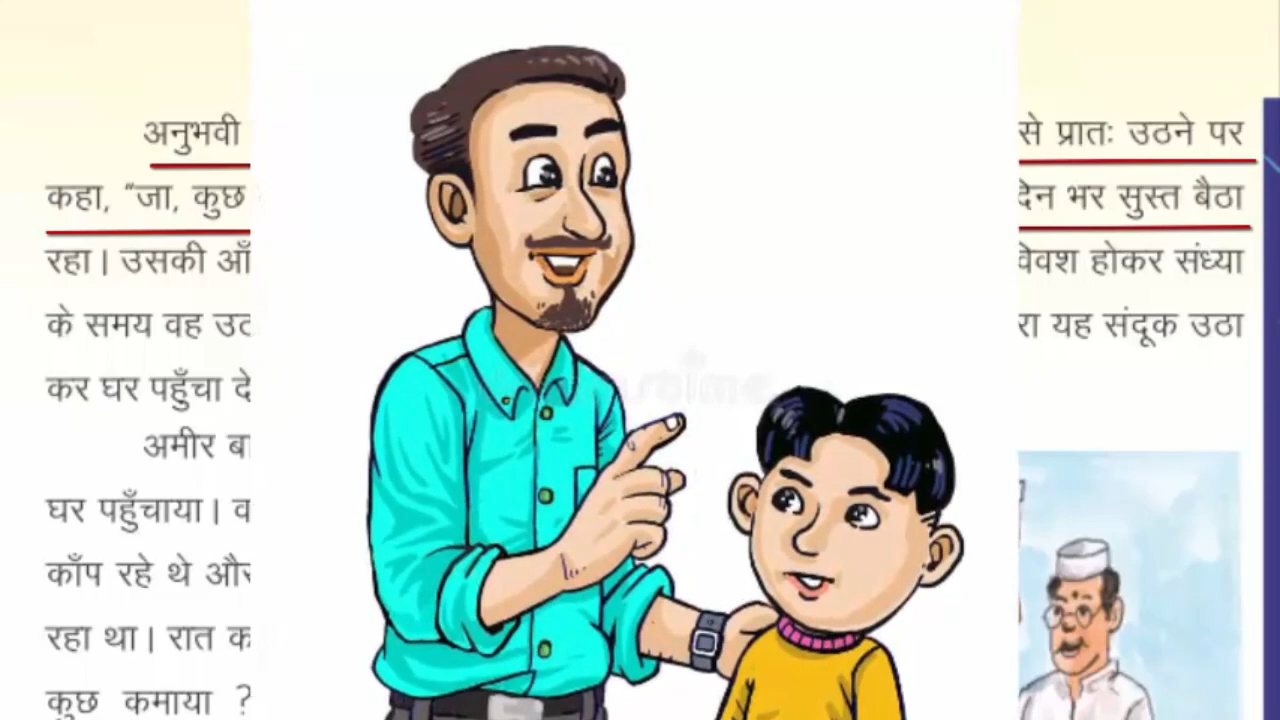 अनुभवी से प्रातः उठने पर
कहा, “जा, कुछ दिन भर सुस्त बैठा
रहा। उसकी आँ विवश होकर संध्या
के समय वह उठ रा यह संदूक उठा
कर घर पहुँचा दे
अमीर बा
घर पहुँचाया। व
काँप रहे थे और
रहा था। रात क
कुछ कमाया ?